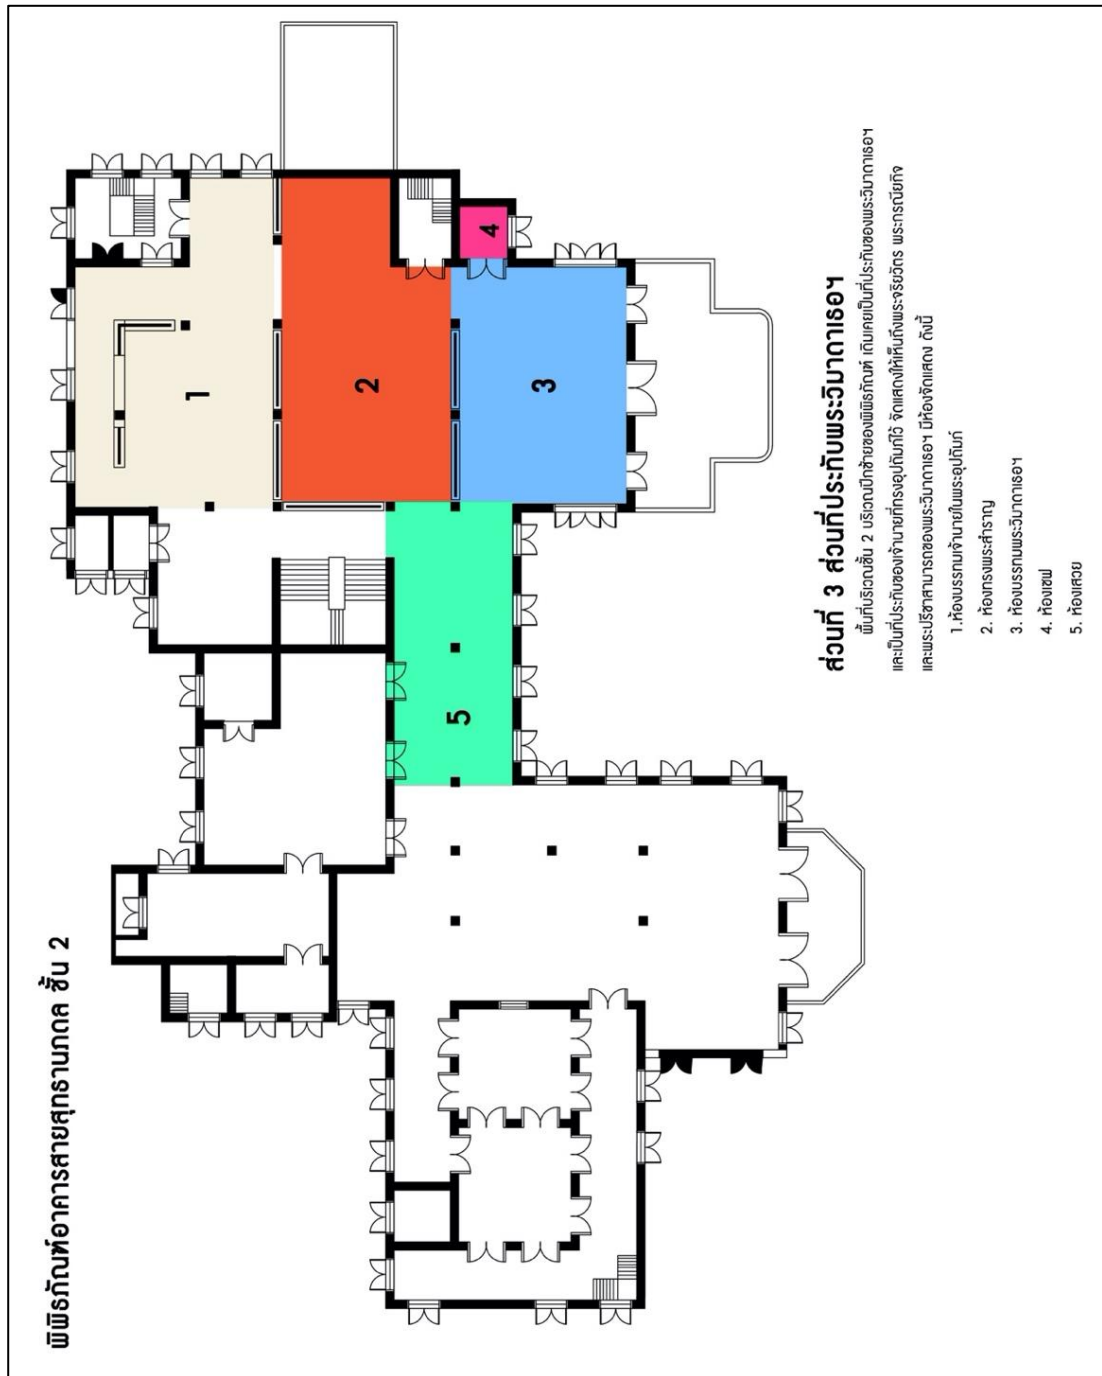 พิพิธภัณฑ์อาคารสายสุทธานภดล ชั้น 2
1
2
3
4
5
ส่วนที่ 3 ส่วนที่ประทับพระวิมาดาเธอฯ
พื้นที่บริเวณชั้น 2 บริเวณปีกซ้ายของพิพิธภัณฑ์ เดิมเคยเป็นที่ประทับของพระวิมาดาเธอฯ
และเป็นที่ประทับของเจ้านายที่ทรงอุปถัมภ์ไว้ จัดแสดงให้เห็นถึงพระจริยวัตร พระกรณียกิจ
และพระปรีชาสามารถของพระวิมาดาเธอฯ มีห้องจัดแสดง ดังนี้
1.ห้องบรรทมเจ้านายในพระอุปถัมภ์
2. ห้องทรงพระสำราญ
3. ห้องบรรทมพระวิมาดาเธอฯ
4. ห้องเซฟ
5. ห้องเสวย